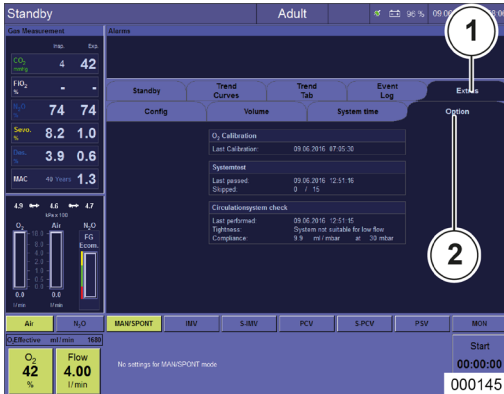 Standby
Adult
96 %
Gas Measurement
Alarms
1
Insp.
Exp.
CO2
mmHg
4
42
FiO2
%
-
-
Standby
Trend
Curves
Trend
Tab
Event
Log
Extras
N2O
%
74
74
Config
Volume
System time
Option
Sevo.
%
8.2
1.0
O2 Calibration
Last Calibration:
09.06.2016 07:05:30
Des.
%
3.9
0.6
Systemtest
Last passed:
09.06.2016 12:51:16
Skipped:
0 / 15
MAC
40 Years
1.3
Circulationsystem check
Last performed:
09.06.2016 12:51:15
Tightness:
System not suitable for low flow
Compliance:
9.9 ml / mbar at 30 mbar
4.9
4.6
4.7
kPa x 100
O2
Air
N2O
FG
Econ.
2
0.0
0.0
l/min
l/min
Air
N2O
MAN/SPONT
IMV
S-IMV
PCV
S-PCV
PSV
MON
O2Effective ml/min 1680
O2
42
%
Flow
4.00
l/min
No settings for MAN/SPONT mode
Start
00:00:00
000145